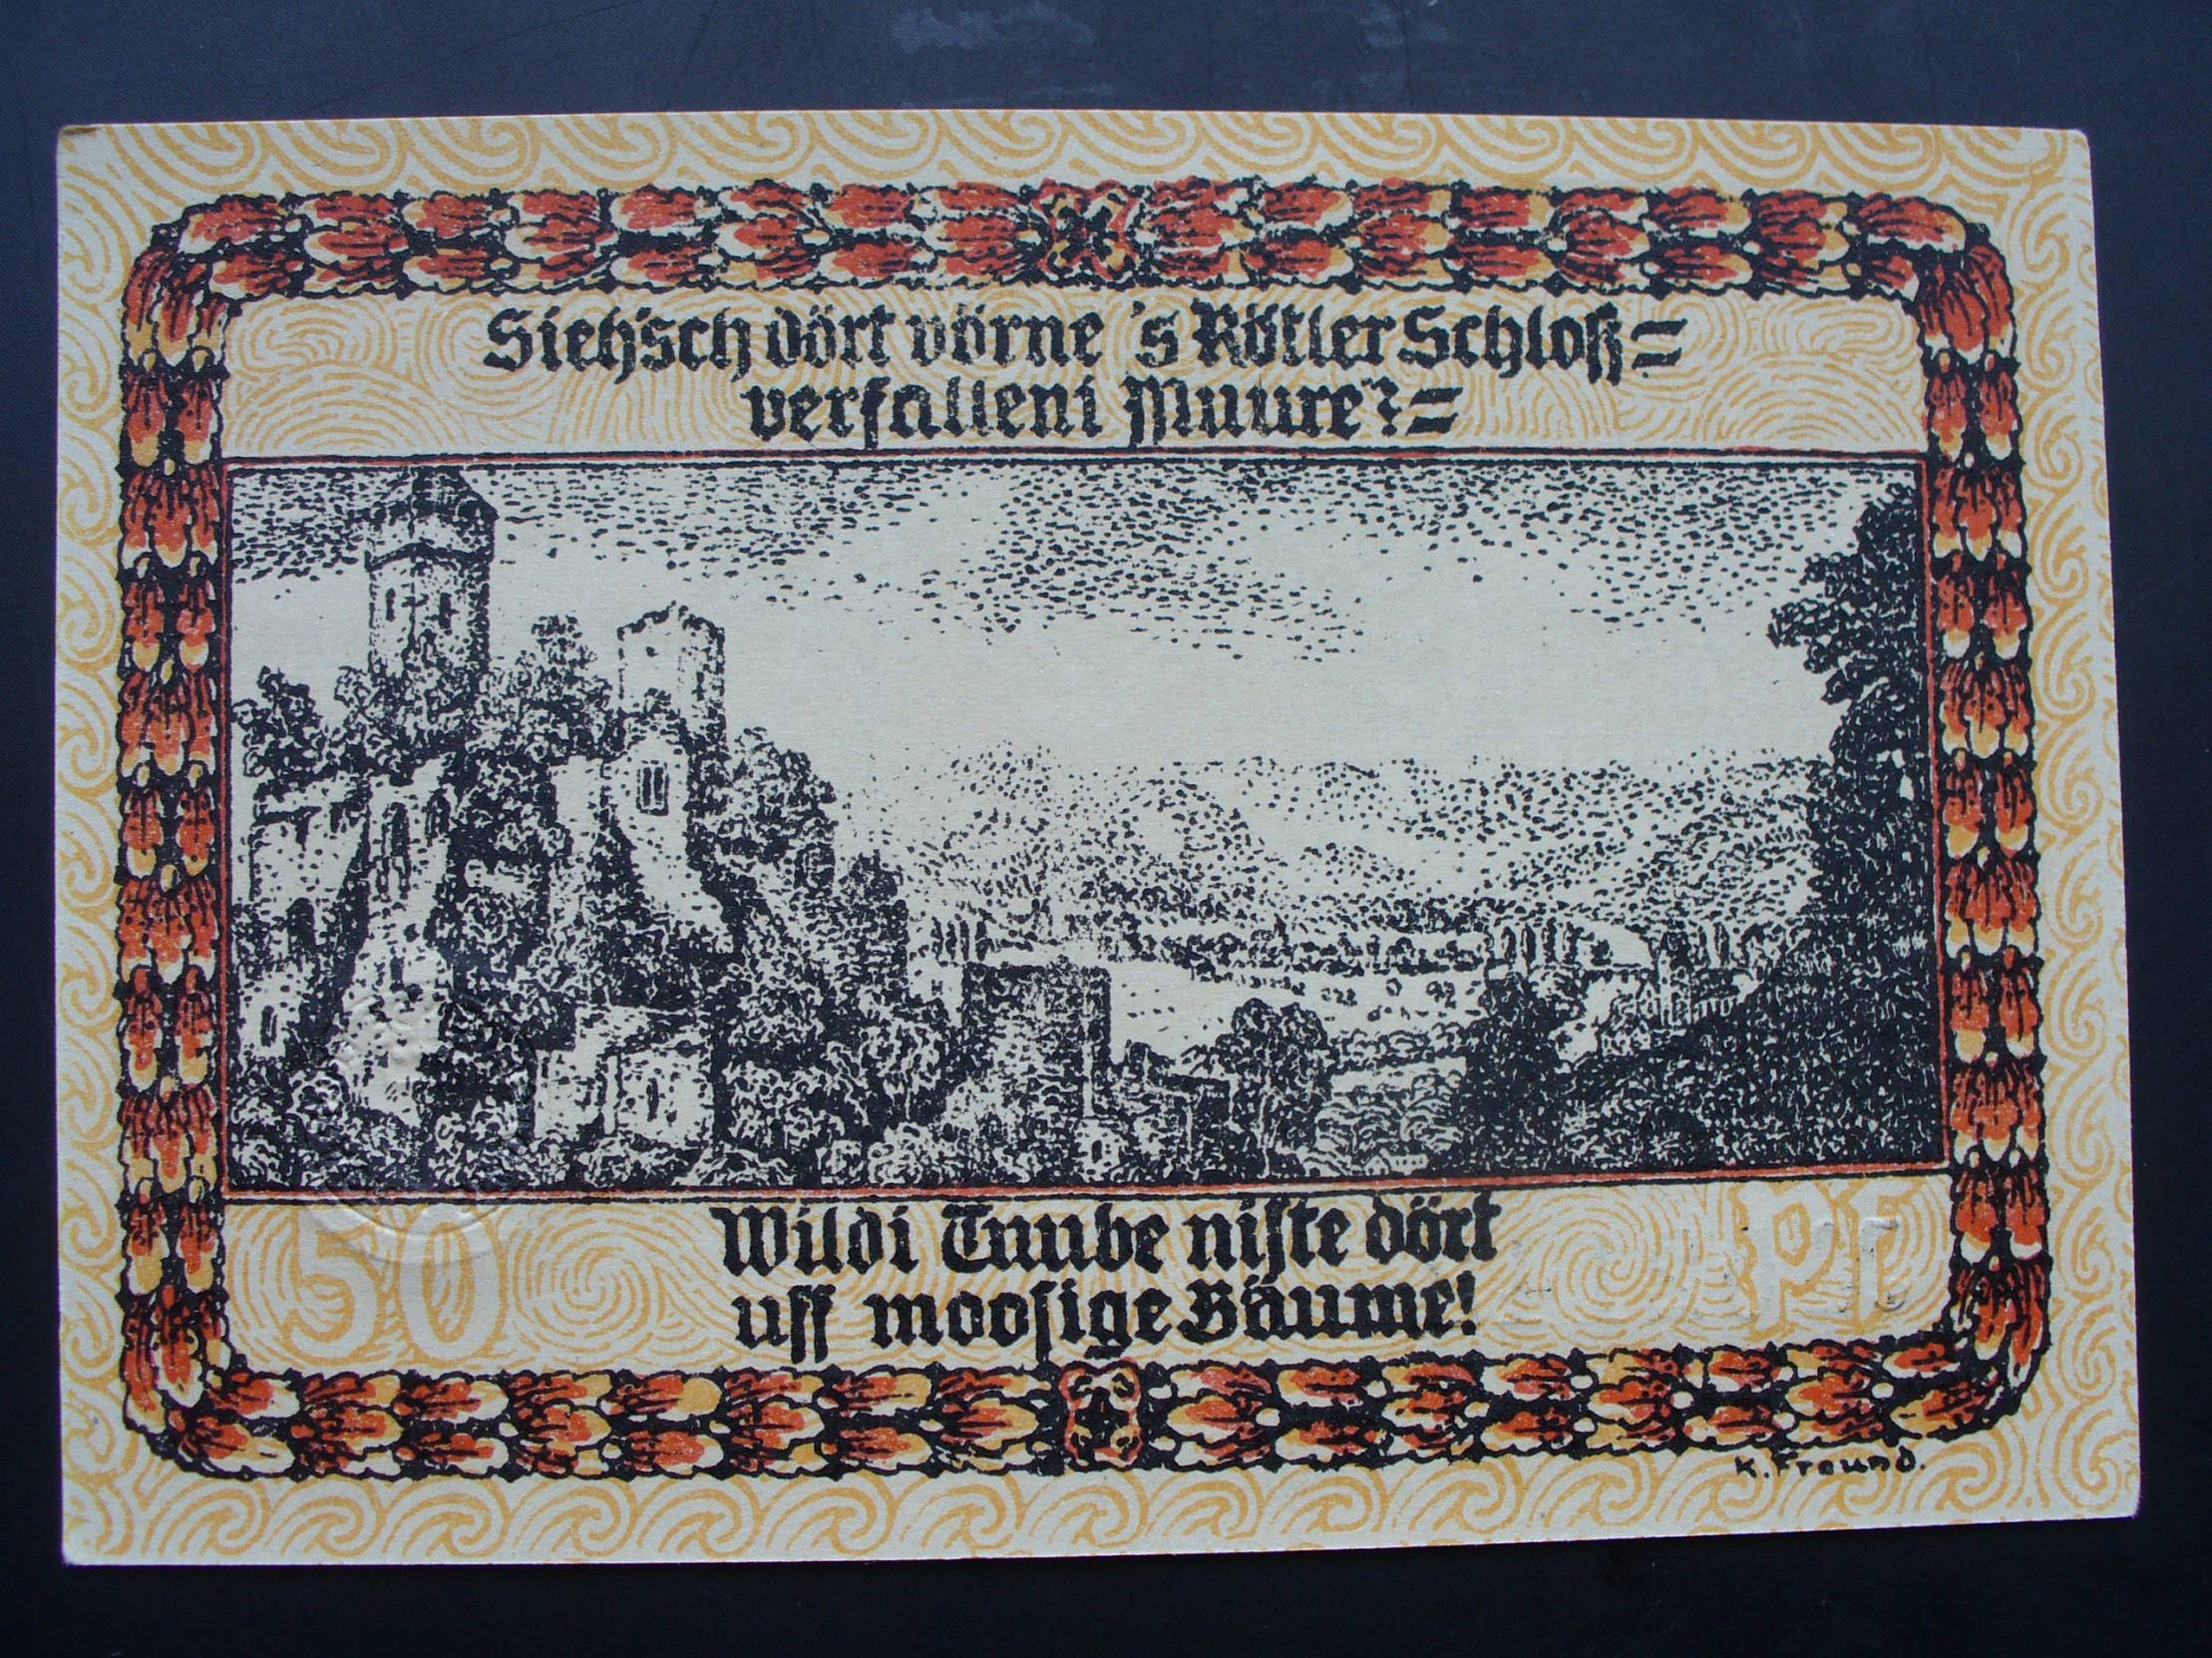 Sieh'sch dört vörne 's Rötler Schloß=
verfalleni Muure?=
Wildi Tuube niste dört
uff moosige Bäume!
50 Pf
K. Freund.